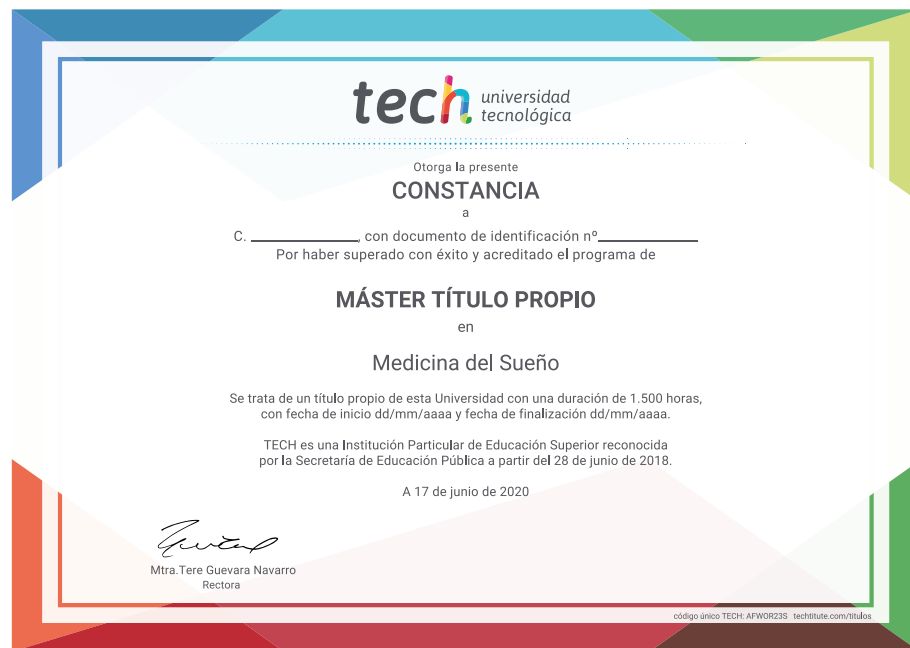 tech universidad
tecnológica
Otorga la presente
CONSTANCIA
a
C. ____________, con documento de identificación nº____________
Por haber superado con éxito y acreditado el programa de
MÁSTER TÍTULO PROPIO
en
Medicina del Sueño
Se trata de un título propio de esta Universidad con una duración de 1.500 horas,
con fecha de inicio dd/mm/aaaa y fecha de finalización dd/mm/aaaa.
TECH es una Institución Particular de Educación Superior reconocida
por la Secretaría de Educación Pública a partir del 28 de junio de 2018.
A 17 de junio de 2020
Mtra.Tere Guevara Navarro
Rectora
código único TECH: AFWOR23S techtitute.com/titulos